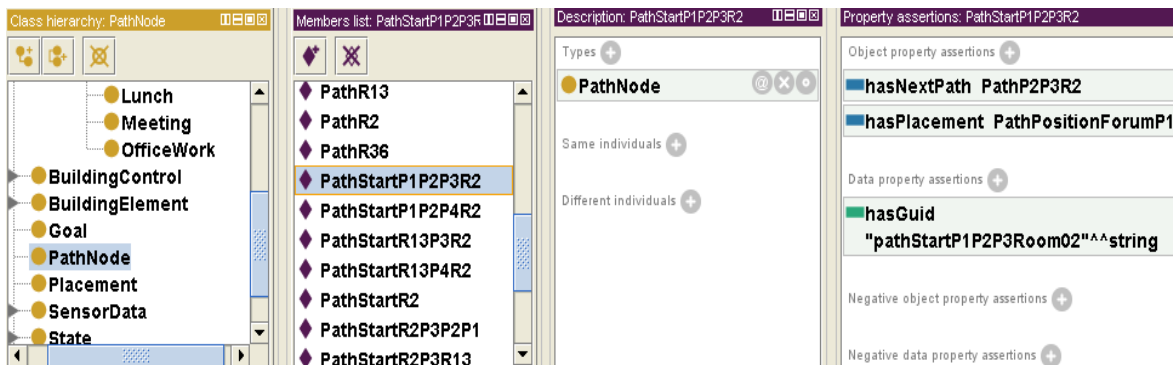 Class hierarchy: PathNode
Lunch
Meeting
OfficeWork
BuildingControl
BuildingElement
Goal
PathNode
Placement
SensorData
State
Members list: PathStartP1P2P3R
PathR13
PathR2
PathR36
PathStartP1P2P3R2
PathStartP1P2P4R2
PathStartR13P3R2
PathStartR13P4R2
PathStartR2
PathStartR2P3P2P1
PathStartR2P3R13
Description: PathStartP1P2P3R2
Types
PathNode
Same individuals
Different individuals
Property assertions: PathStartP1P2P3R2
Object property assertions
hasNextPath PathP2P3R2
hasPlacement PathPositionForumP1
Data property assertions
hasGuid
"pathStartP1P2P3Room02"^^string
Negative object property assertions
Negative data property assertions